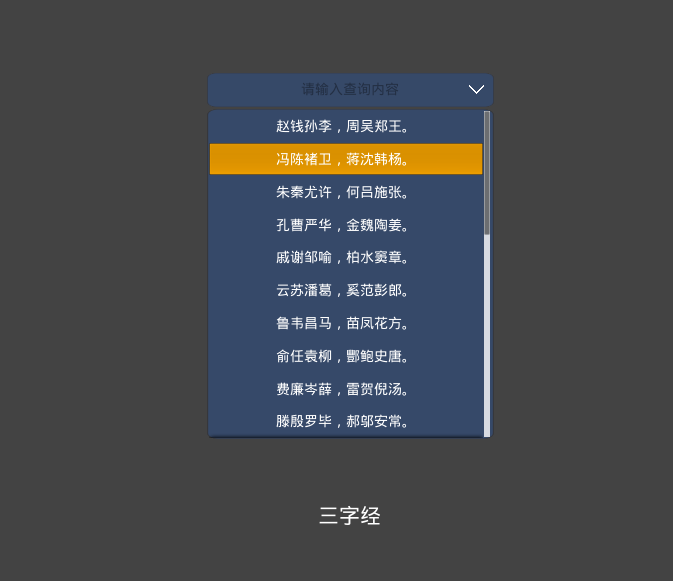 请输入查询内容
赵钱孙李，周吴郑王。
冯陈褚卫，蒋沈韩杨。
朱秦尤许，何吕施张。
孔曹严华，金魏陶姜。
戚谢邹喻，柏水窦章。
云苏潘葛，奚范彭郎。
鲁韦昌马，苗凤花方。
俞任袁柳，酆鲍史唐。
费廉岑薛，雷贺倪汤。
滕殷罗毕，郝邬安常。
三字经